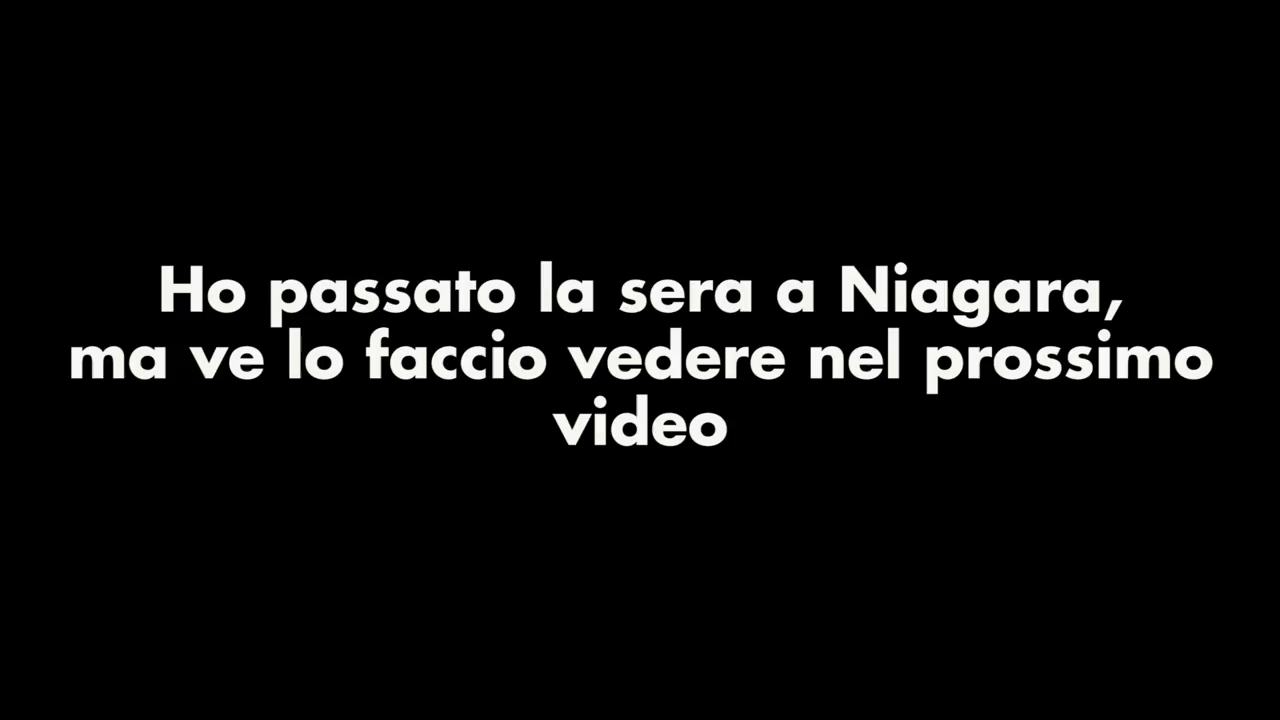 Ho passato la sera a Niagara,
ma ve lo faccio vedere nel prossimo
video